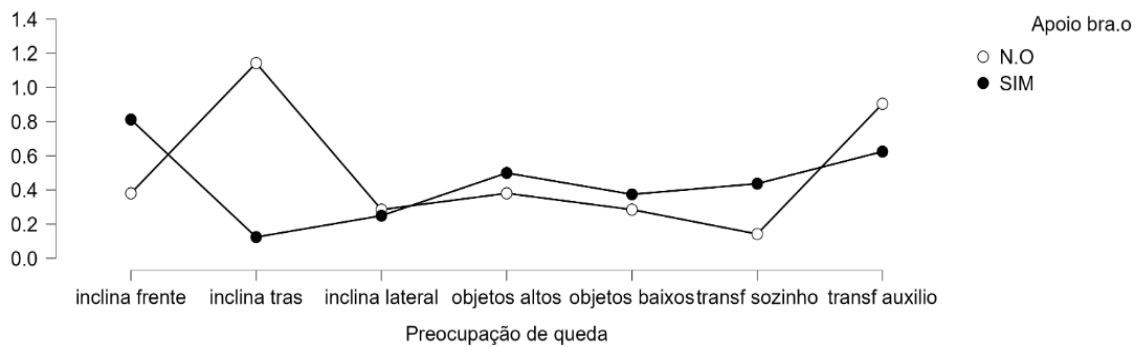 1.4
1.2
1.0
0.8
0.6
0.4
0.2
0.0
Apoio bra.o
N.O
SIM
inclina frente inclina tras inclina lateral objetos altos objetos baixos transf sozinho transf auxilio
Preocupação de queda